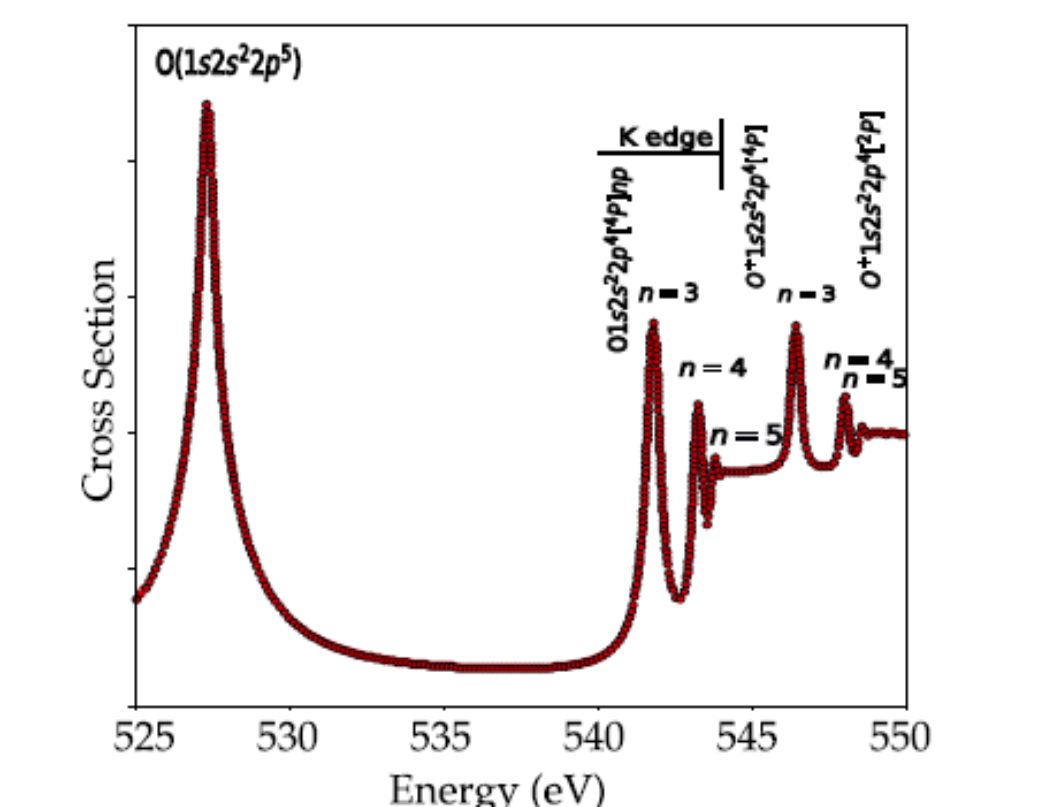 O(1s2s²2p⁵)
K edge
O1s2s²2p⁴[⁴P]np
O⁺1s2s²2p⁴[⁴P]
O⁺1s2s²2p⁴[²P]
n=3
n=3
n=4
n=4
n=5
n=5
Cross Section
525 530 535 540 545 550
Energy (eV)